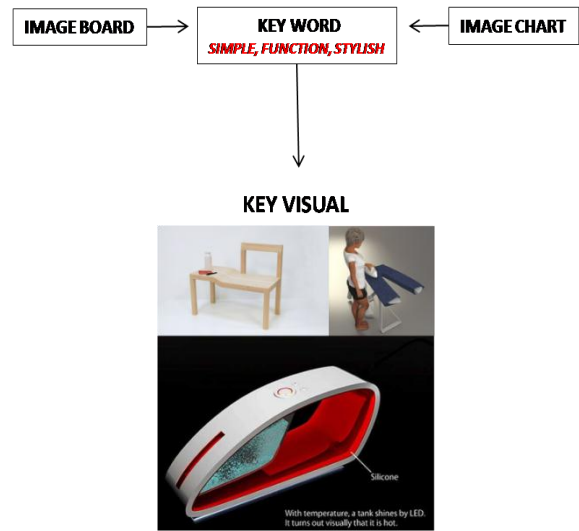 IMAGE BOARD
KEY WORD
SIMPLE, FUNCTION, STYLISH
IMAGE CHART
KEY VISUAL
Silicone
With temperature, a tank shines by LED.
It turns out visually that it is hot.